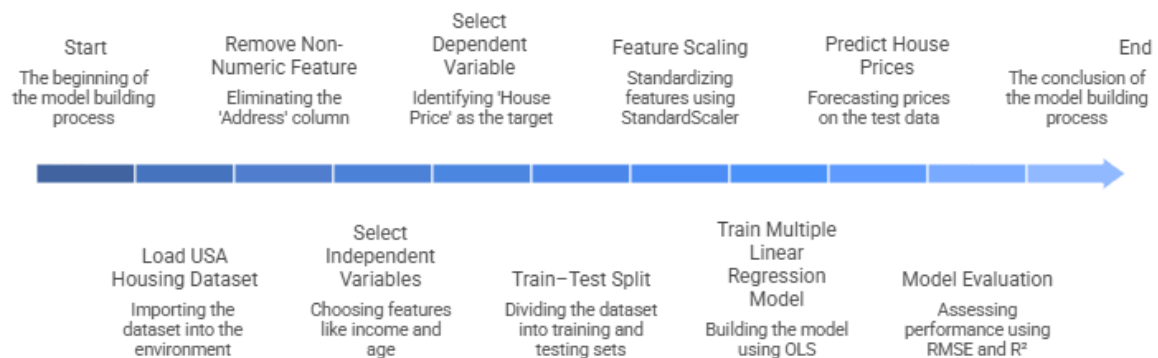 Start
The beginning of
the model building
process
Load USA
Housing Dataset
Importing the
dataset into the
environment
Remove Non-
Numeric Feature
Eliminating the
'Address' column
Select
Independent
Variables
Choosing features
like income and
age
Select
Dependent
Variable
Identifying 'House
Price' as the target
Train–Test Split
Dividing the dataset
into training and
testing sets
Feature Scaling
Standardizing
features using
StandardScaler
Train Multiple
Linear
Regression
Model
Building the model
using OLS
Predict House
Prices
Forecasting prices
on the test data
Model Evaluation
Assessing
performance using
RMSE and R²
End
The conclusion of
the model building
process